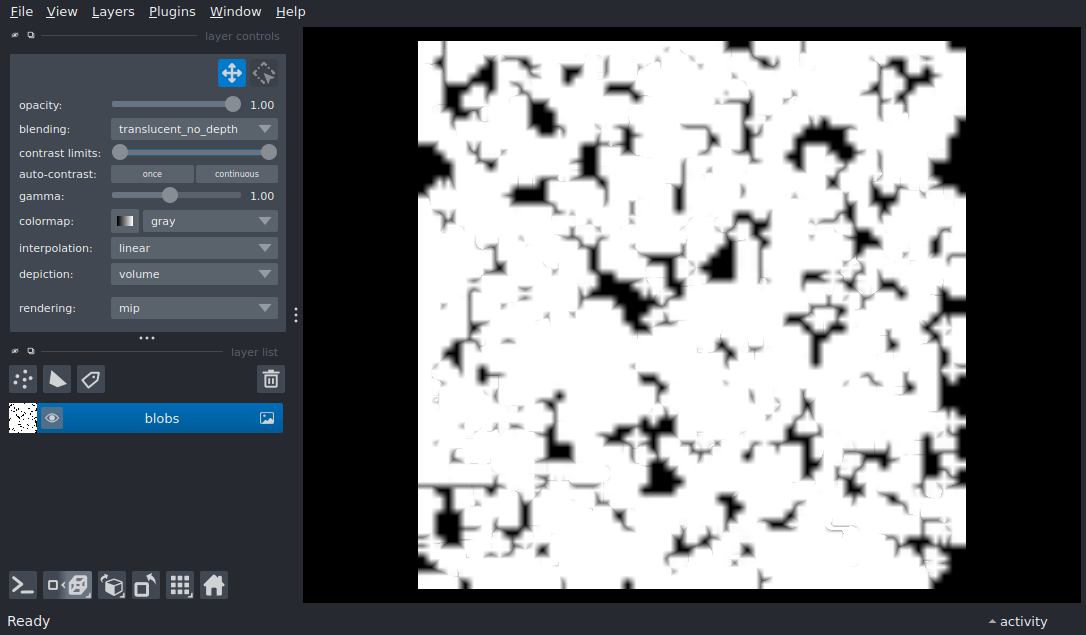 File View Layers Plugins Window Help
layer controls
opacity: 1.00
blending: translucent_no_depth
contrast limits:
auto-contrast: once continuous
gamma: 1.00
colormap: gray
interpolation: linear
depiction: volume
rendering: mip
layer list
blobs
Ready activity